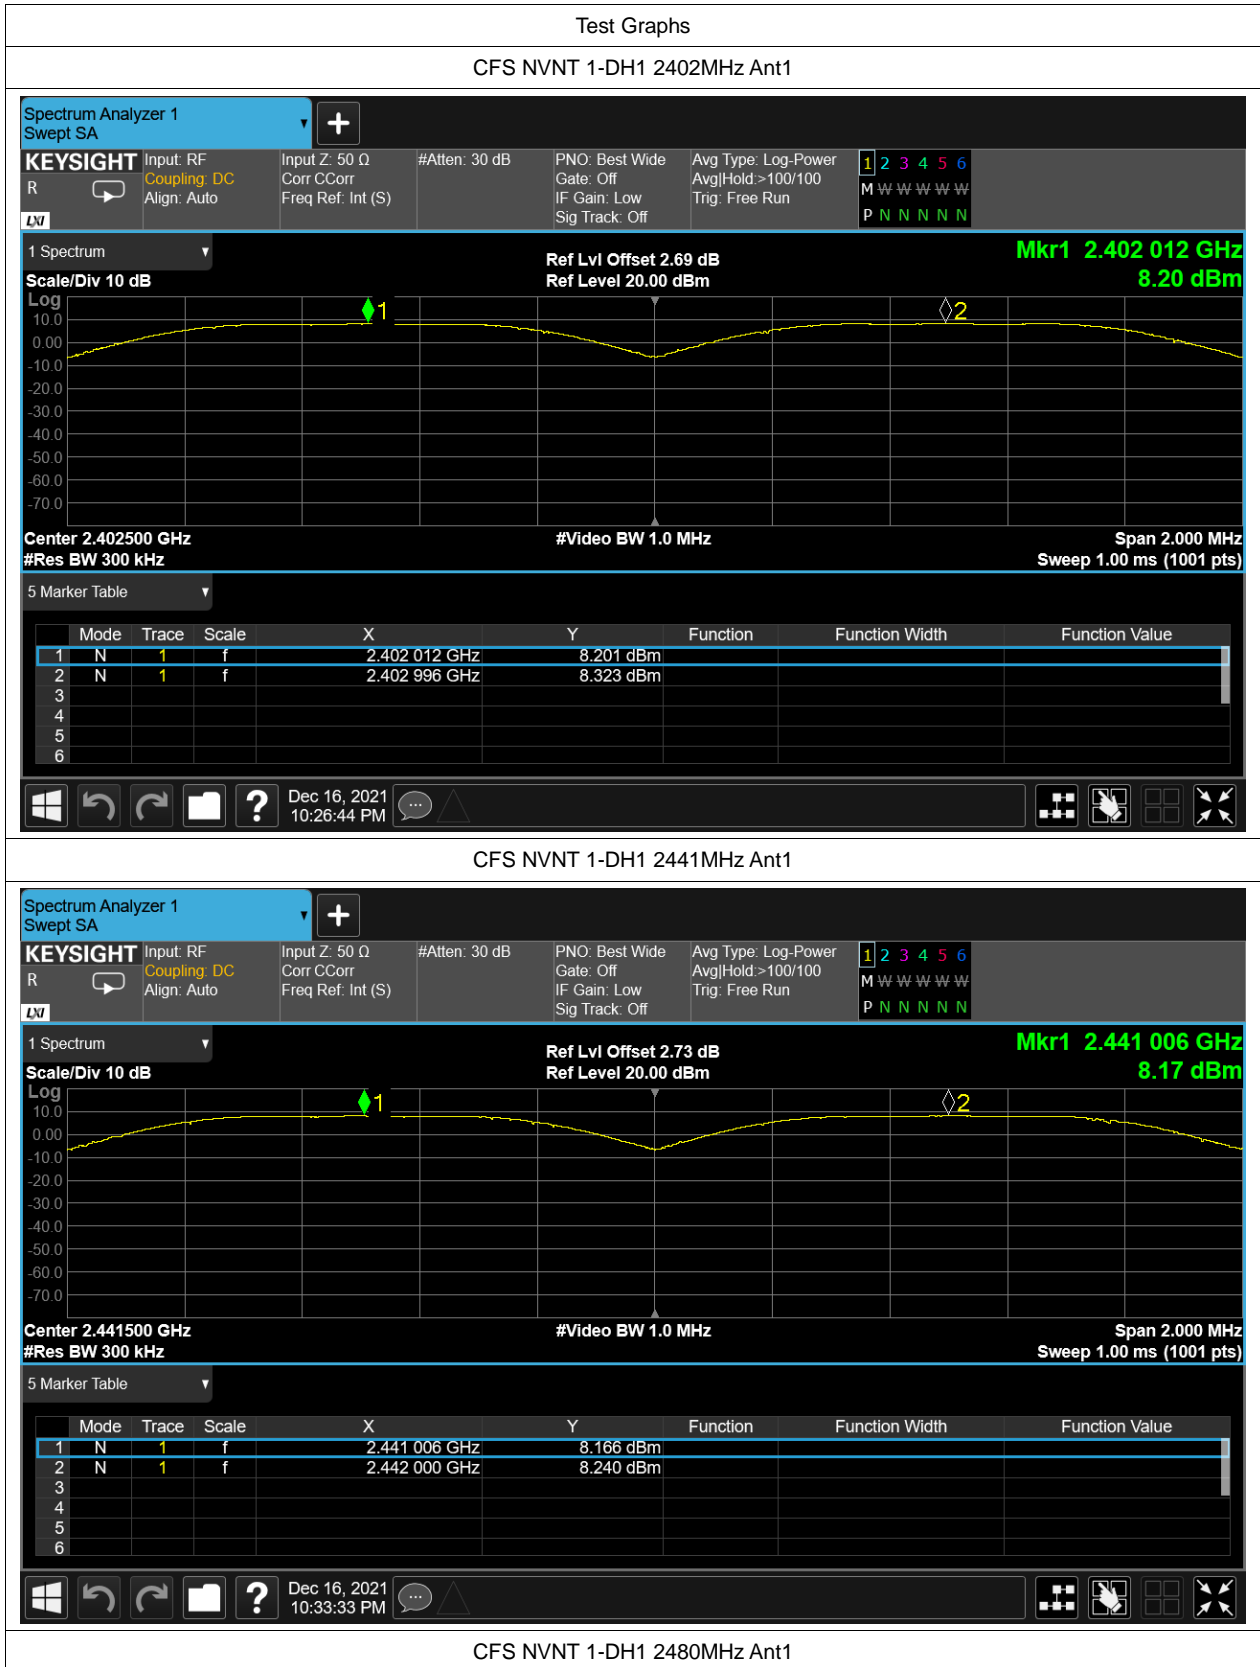 Test Graphs
CFS NVNT 1-DH1 2402MHz Ant1
Spectrum Analyzer 1
Swept SA
KEYSIGHT Input: RF Input Z: 50 Ω #Atten: 30 dB PNO: Best Wide Avg Type: Log-Power 1 2 3 4 5 6
R Coupling: DC Corr CCorr Gate: Off Avg|Hold:>100/100 M W W W W W
Align: Auto Freq Ref: Int (S) IF Gain: Low Trig: Free Run
LXI Sig Track: Off P N N N N N
1 Spectrum Ref Lvl Offset 2.69 dB Mkr1 2.402 012 GHz
Scale/Div 10 dB Ref Level 20.00 dBm 8.20 dBm
Log
1 2
10.0
0.00
-10.0
-20.0
-30.0
-40.0
-50.0
-60.0
-70.0
Center 2.402500 GHz #Video BW 1.0 MHz Span 2.000 MHz
#Res BW 300 kHz Sweep 1.00 ms (1001 pts)
5 Marker Table
Mode Trace Scale X Y Function Function Width Function Value
1 N 1 f 2.402 012 GHz 8.201 dBm
2 N 1 f 2.402 996 GHz 8.323 dBm
3
4
5
6
? Dec 16, 2021
10:26:44 PM
CFS NVNT 1-DH1 2441MHz Ant1
Spectrum Analyzer 1
Swept SA
KEYSIGHT Input: RF Input Z: 50 Ω #Atten: 30 dB PNO: Best Wide Avg Type: Log-Power 1 2 3 4 5 6
R Coupling: DC Corr CCorr Gate: Off Avg|Hold:>100/100 M W W W W W
Align: Auto Freq Ref: Int (S) IF Gain: Low Trig: Free Run
LXI Sig Track: Off P N N N N N
1 Spectrum Ref Lvl Offset 2.73 dB Mkr1 2.441 006 GHz
Scale/Div 10 dB Ref Level 20.00 dBm 8.17 dBm
Log
1 2
10.0
0.00
-10.0
-20.0
-30.0
-40.0
-50.0
-60.0
-70.0
Center 2.441500 GHz #Video BW 1.0 MHz Span 2.000 MHz
#Res BW 300 kHz Sweep 1.00 ms (1001 pts)
5 Marker Table
Mode Trace Scale X Y Function Function Width Function Value
1 N 1 f 2.441 006 GHz 8.166 dBm
2 N 1 f 2.442 000 GHz 8.240 dBm
3
4
5
6
? Dec 16, 2021
10:33:33 PM
CFS NVNT 1-DH1 2480MHz Ant1